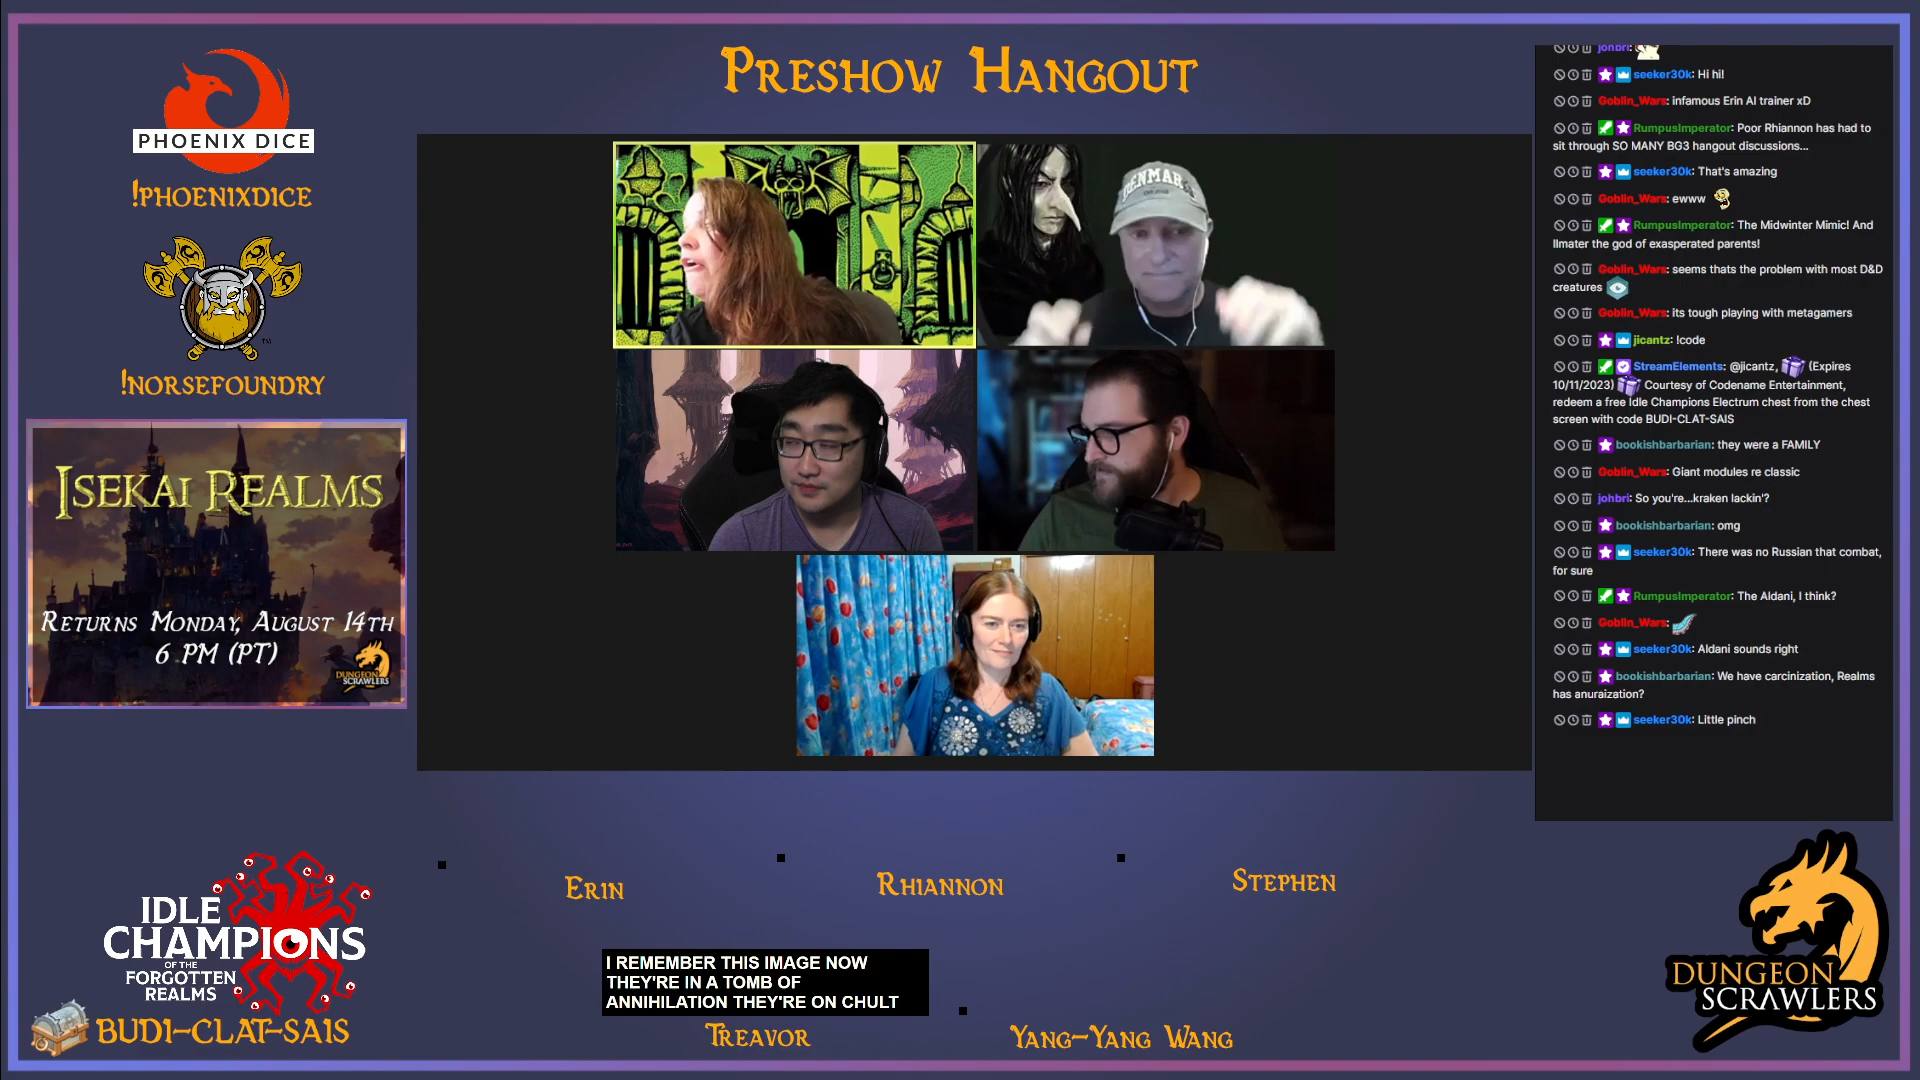 PRESHOW HANGOUT
PHOENIX DICE
!PHOENIXDICE
!NORSEFOUNDRY
TM
ISEKAI REALMS
RETURNS MONDAY, AUGUST 14TH
6 PM (PT)
DUNGEON
SCRAWLERS
IDLE
CHAMPIONS
OF THE
FORGOTTEN
REALMS
BUDI-CLAT-SAIS
DENMARK
johbri:
seeker30k: Hi hi!
Goblin_Wars: infamous Erin AI trainer xD
RumpusImperator: Poor Rhiannon has had to
sit through SO MANY BG3 hangout discussions...
seeker30k: That's amazing
Goblin_Wars: ewww
RumpusImperator: The Midwinter Mimic! And
Ilmater the god of exasperated parents!
Goblin_Wars: seems thats the problem with most D&D
creatures
Goblin_Wars: its tough playing with metagamers
jicantz: !code
StreamElements: @jicantz, (Expires
10/11/2023) Courtesy of Codename Entertainment,
redeem a free Idle Champions Electrum chest from the chest
screen with code BUDI-CLAT-SAIS
bookishbarbarian: they were a FAMILY
Goblin_Wars: Giant modules re classic
johbri: So you're...kraken lackin'?
bookishbarbarian: omg
seeker30k: There was no Russian that combat,
for sure
RumpusImperator: The Aldani, I think?
Goblin_Wars:
seeker30k: Aldani sounds right
bookishbarbarian: We have carcinization, Realms
has anuraization?
seeker30k: Little pinch
ERIN
RHIANNON
STEPHEN
I REMEMBER THIS IMAGE NOW
THEY'RE IN A TOMB OF
ANNIHILATION THEY'RE ON CHULT
TREAVOR
YANG-YANG WANG
DUNGEON
SCRAWLERS